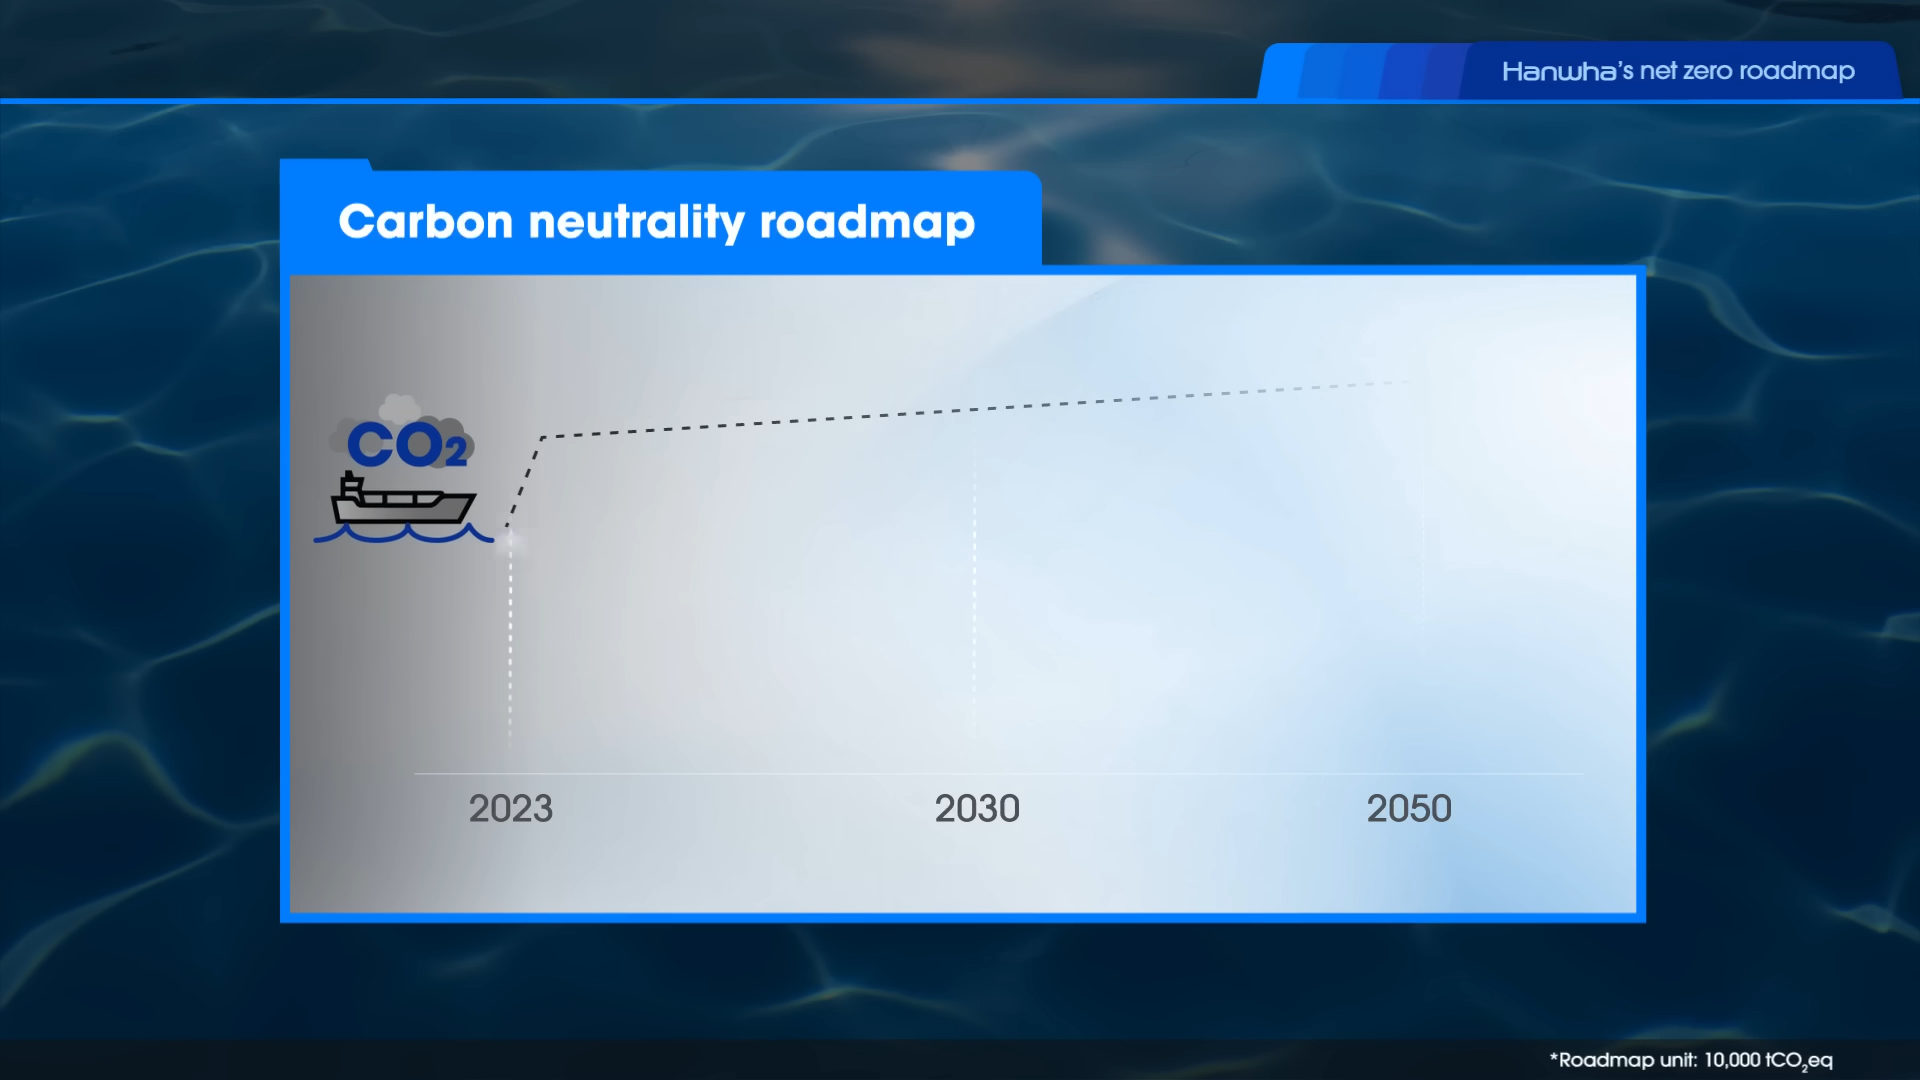 Hanwha's net zero roadmap
Carbon neutrality roadmap
CO₂
2023
2030
2050
*Roadmap unit: 10,000 tCO₂eq